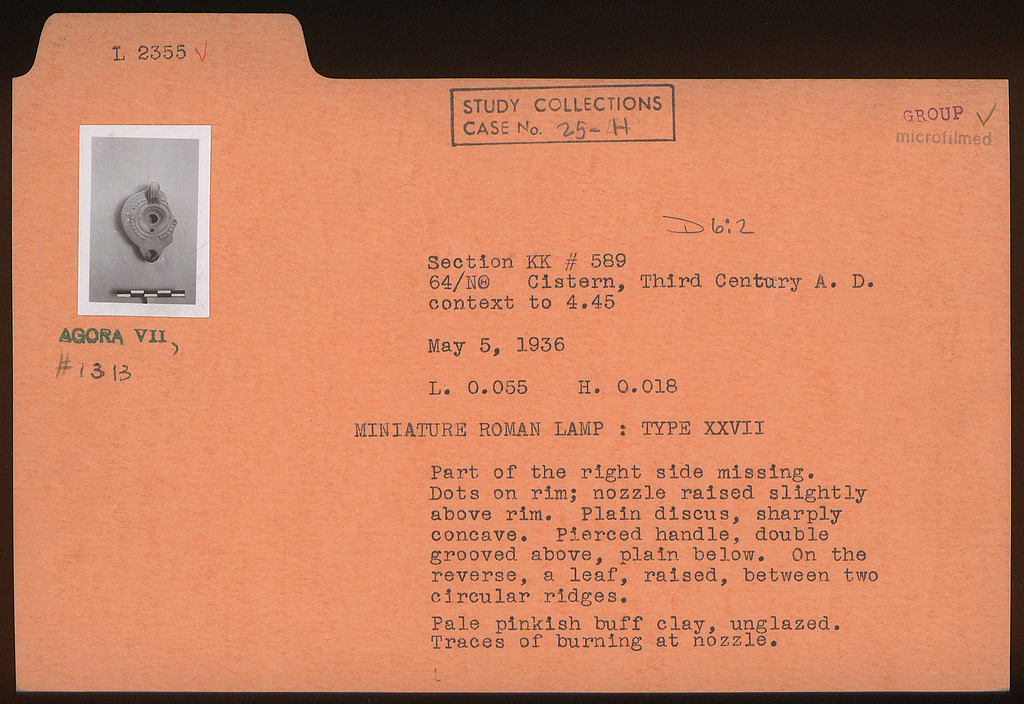 L 2355 √
STUDY COLLECTIONS
CASE No. 25-H
GROUP ✓
microfilmed
D 6:2
Section KK # 589
64/NΘ Cistern, Third Century A. D.
context to 4.45
AGORA VII,
# 1313
May 5, 1936
L. 0.055 H. 0.018
MINIATURE ROMAN LAMP : TYPE XXVII
Part of the right side missing.
Dots on rim; nozzle raised slightly
above rim. Plain discus, sharply
concave. Pierced handle, double
grooved above, plain below. On the
reverse, a leaf, raised, between two
circular ridges.
Pale pinkish buff clay, unglazed.
Traces of burning at nozzle.